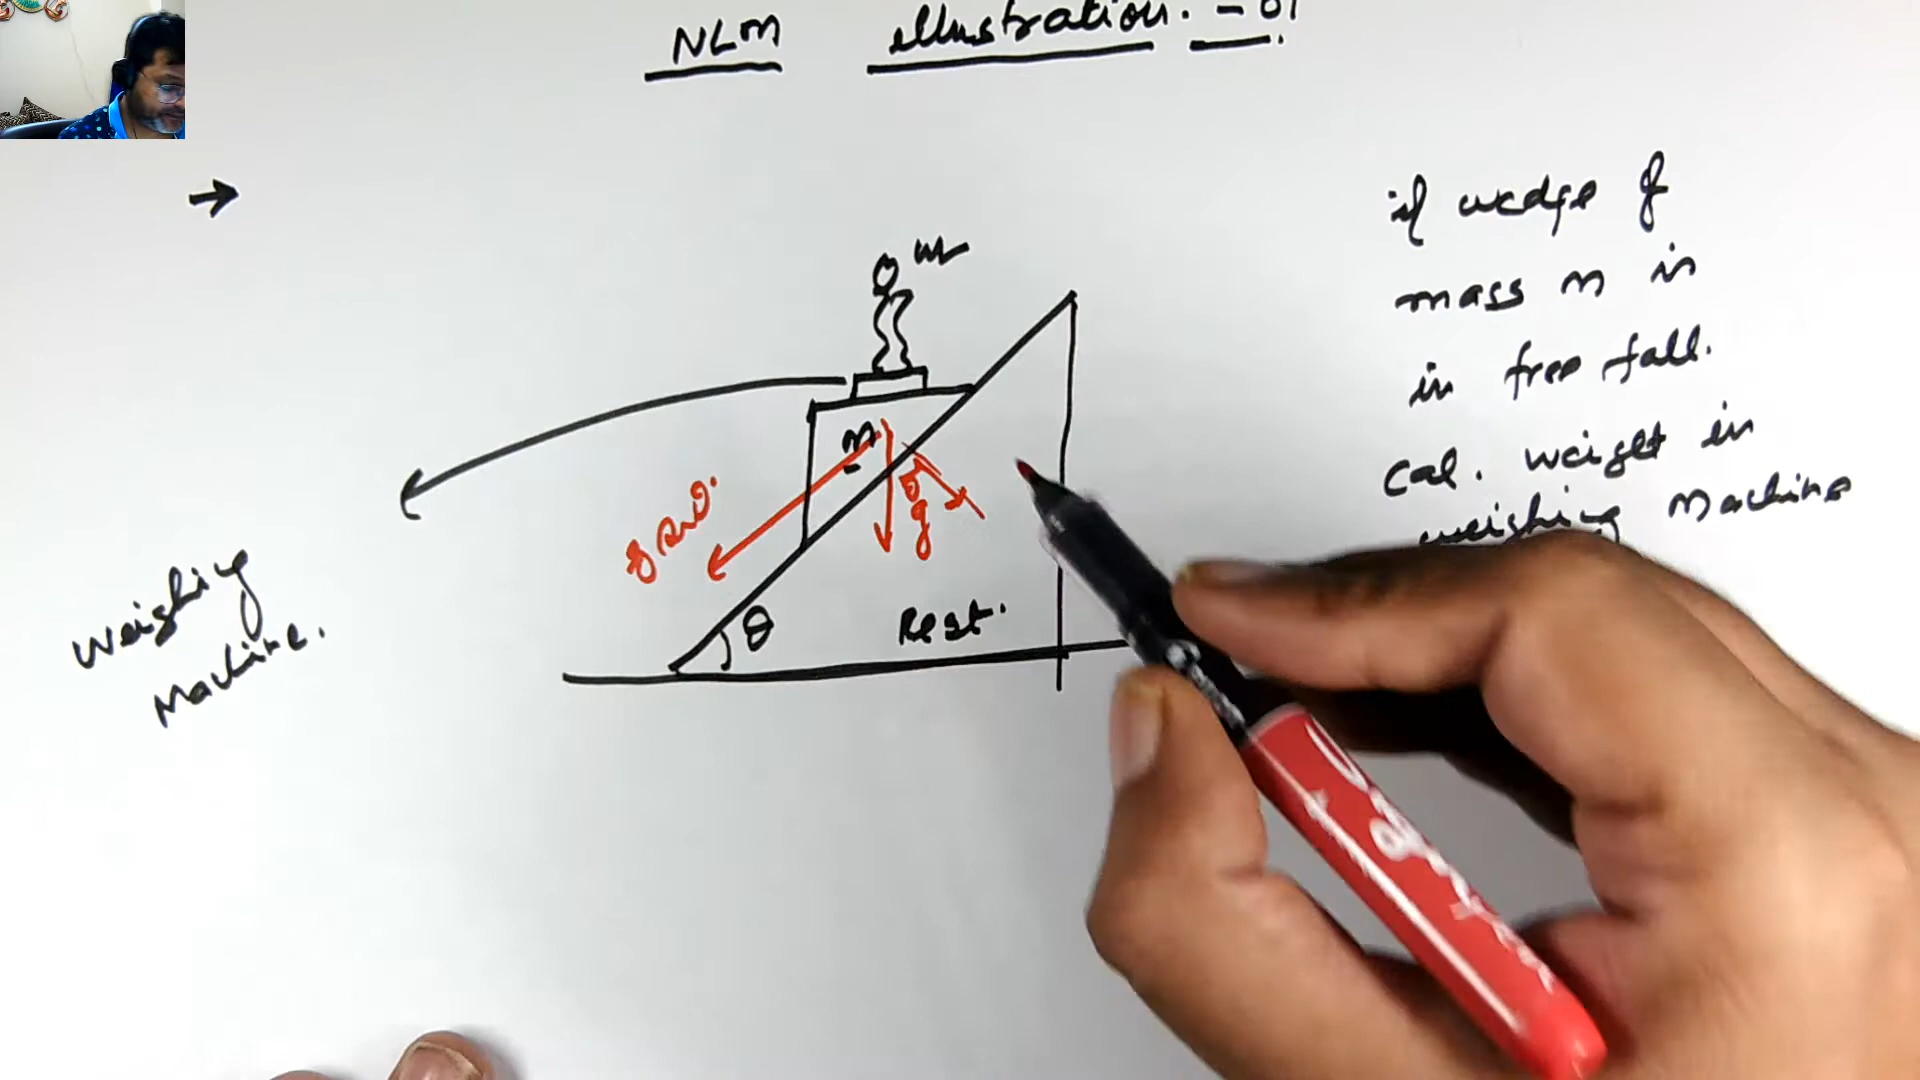 NLM illustration. - 01
→
if wedge of
mass m is
in free fall.
Cal. weight in
weighing Machine
m
m
g sinθ
θ
g
θ
Rest.
Weighing
Machine.